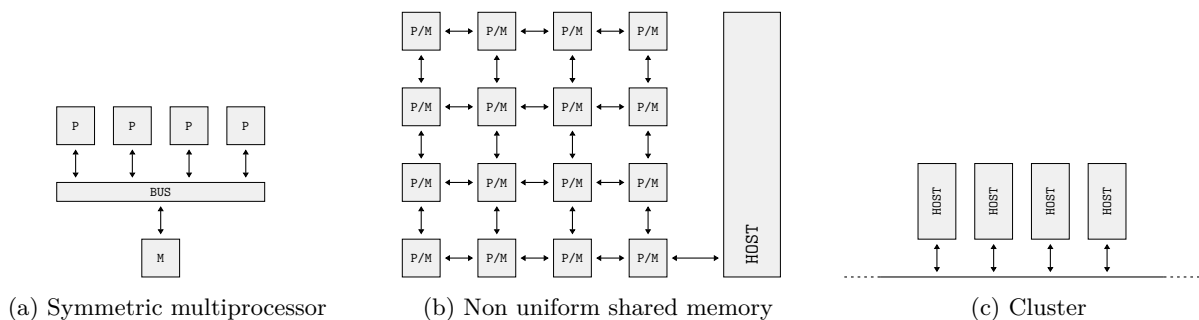 P P P P
BUS
M
(a) Symmetric multiprocessor
P/M P/M P/M P/M
P/M P/M P/M P/M
P/M P/M P/M P/M
P/M P/M P/M P/M
HOST
(b) Non uniform shared memory
HOST HOST HOST HOST
(c) Cluster